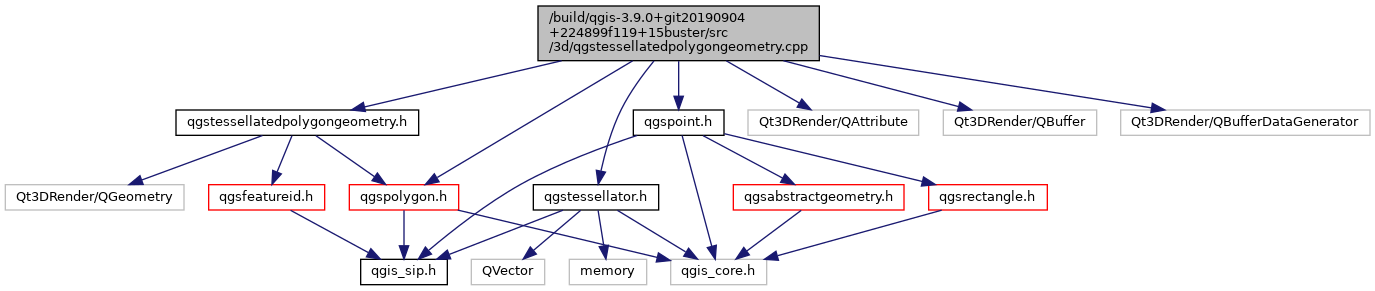 /build/qgis-3.9.0+git20190904
+224899f119+15buster/src
/3d/qgstessellatedpolygongeometry.cpp
qgstessellatedpolygongeometry.h
qgspoint.h
Qt3DRender/QAttribute
Qt3DRender/QBuffer
Qt3DRender/QBufferDataGenerator
Qt3DRender/QGeometry
qgsfeatureid.h
qgspolygon.h
qgstessellator.h
qgsabstractgeometry.h
qgsrectangle.h
qgis_sip.h
QVector
memory
qgis_core.h